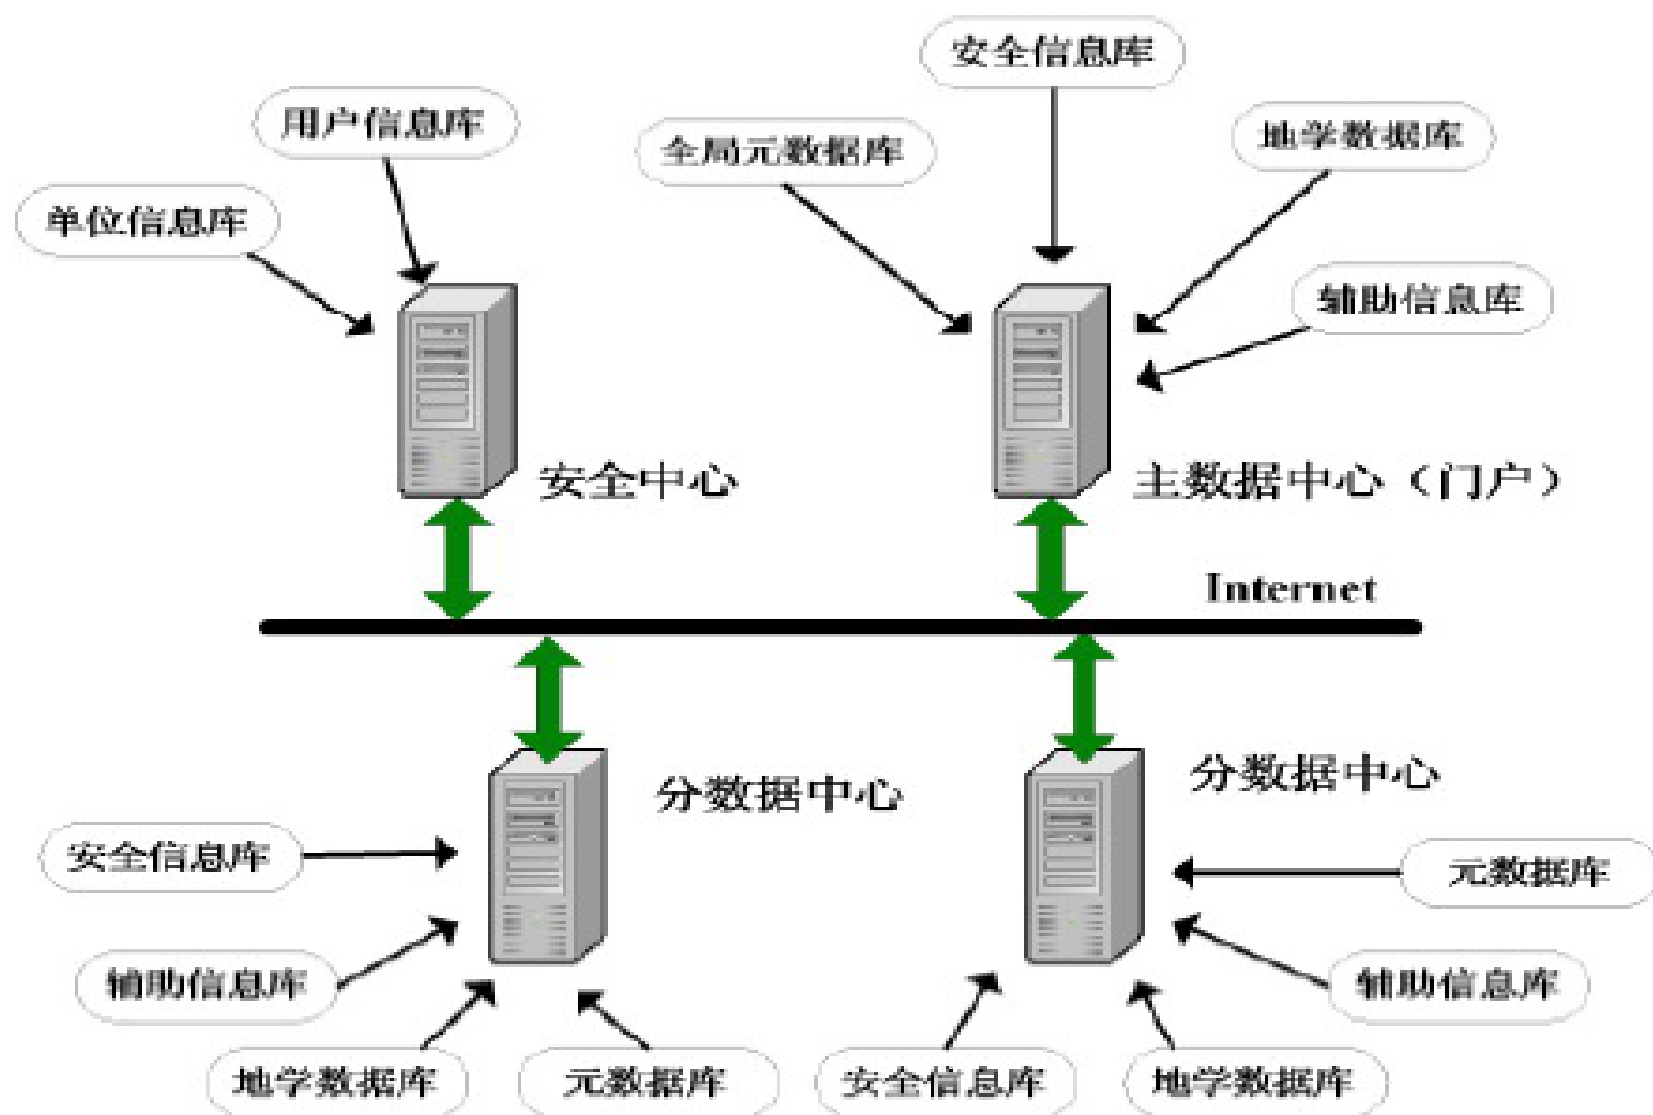 安全信息库
用户信息库
全局元数据库
地学数据库
单位信息库
辅助信息库
安全中心
主数据中心（门户）
Internet
分数据中心
分数据中心
安全信息库
元数据库
辅助信息库
辅助信息库
地学数据库
元数据库
安全信息库
地学数据库